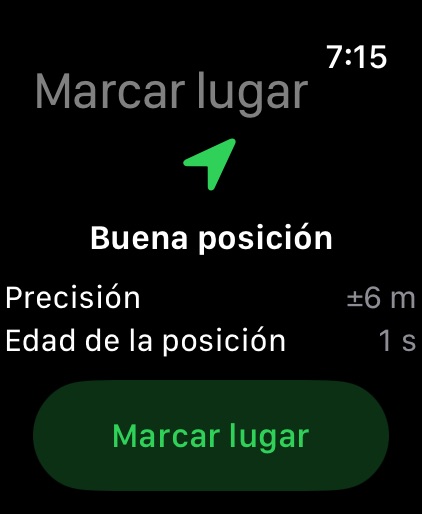 7:15
Marcar lugar
Buena posición
Precisión ±6 m
Edad de la posición 1 s
Marcar lugar